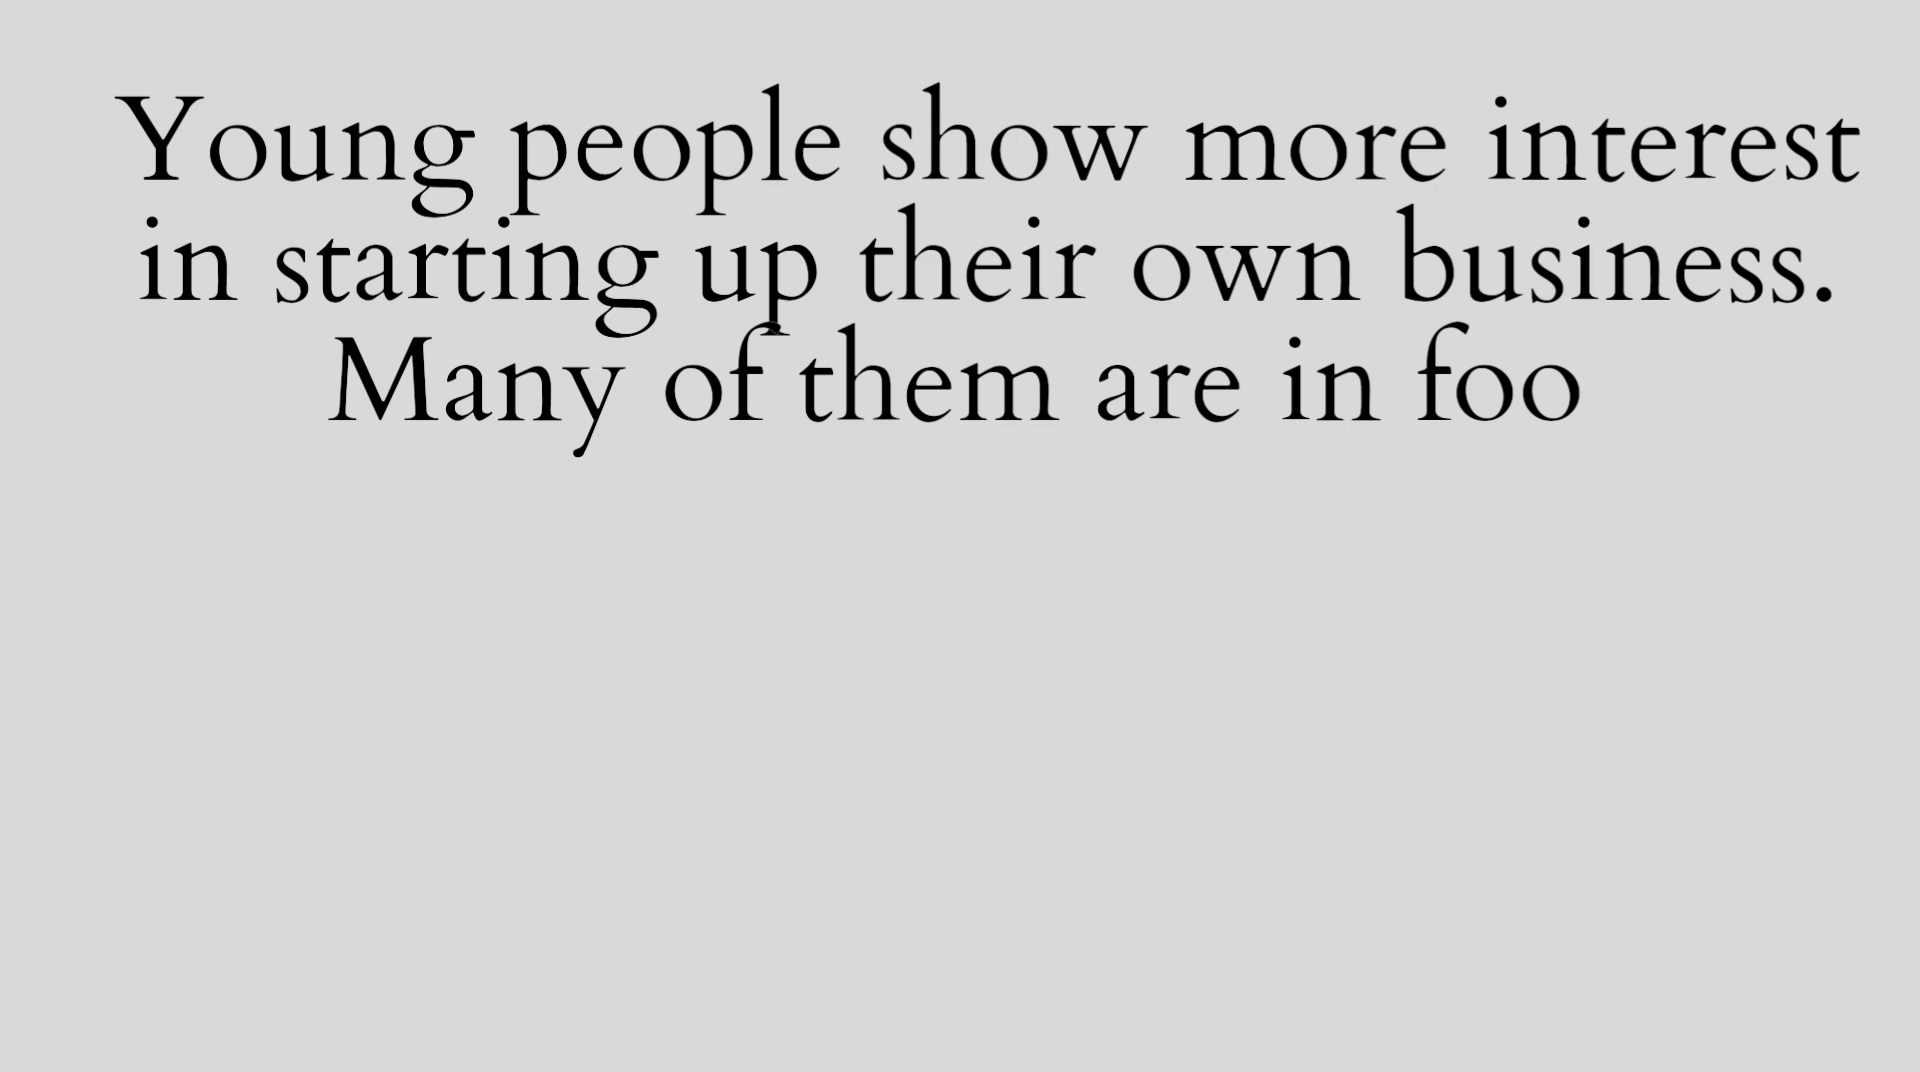 Young people show more interest
in starting up their own business.
Many of them are in foo